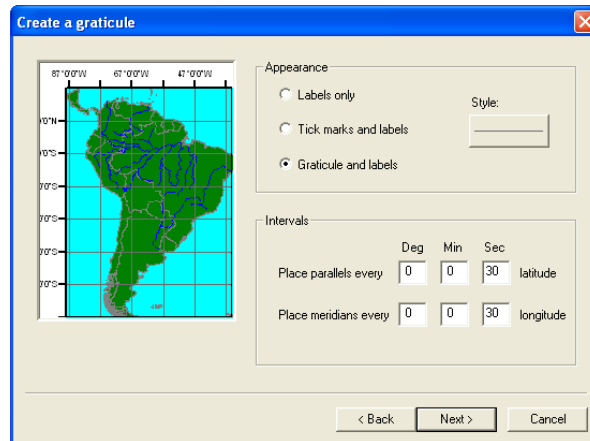 Create a graticule
87°0'0"W 67°0'0"W 47°0'0"W
Appearance
Labels only
Style:
Tick marks and labels
Graticule and labels
Intervals
Deg Min Sec
Place parallels every 0 0 30 latitude
Place meridians every 0 0 30 longitude
< Back Next > Cancel